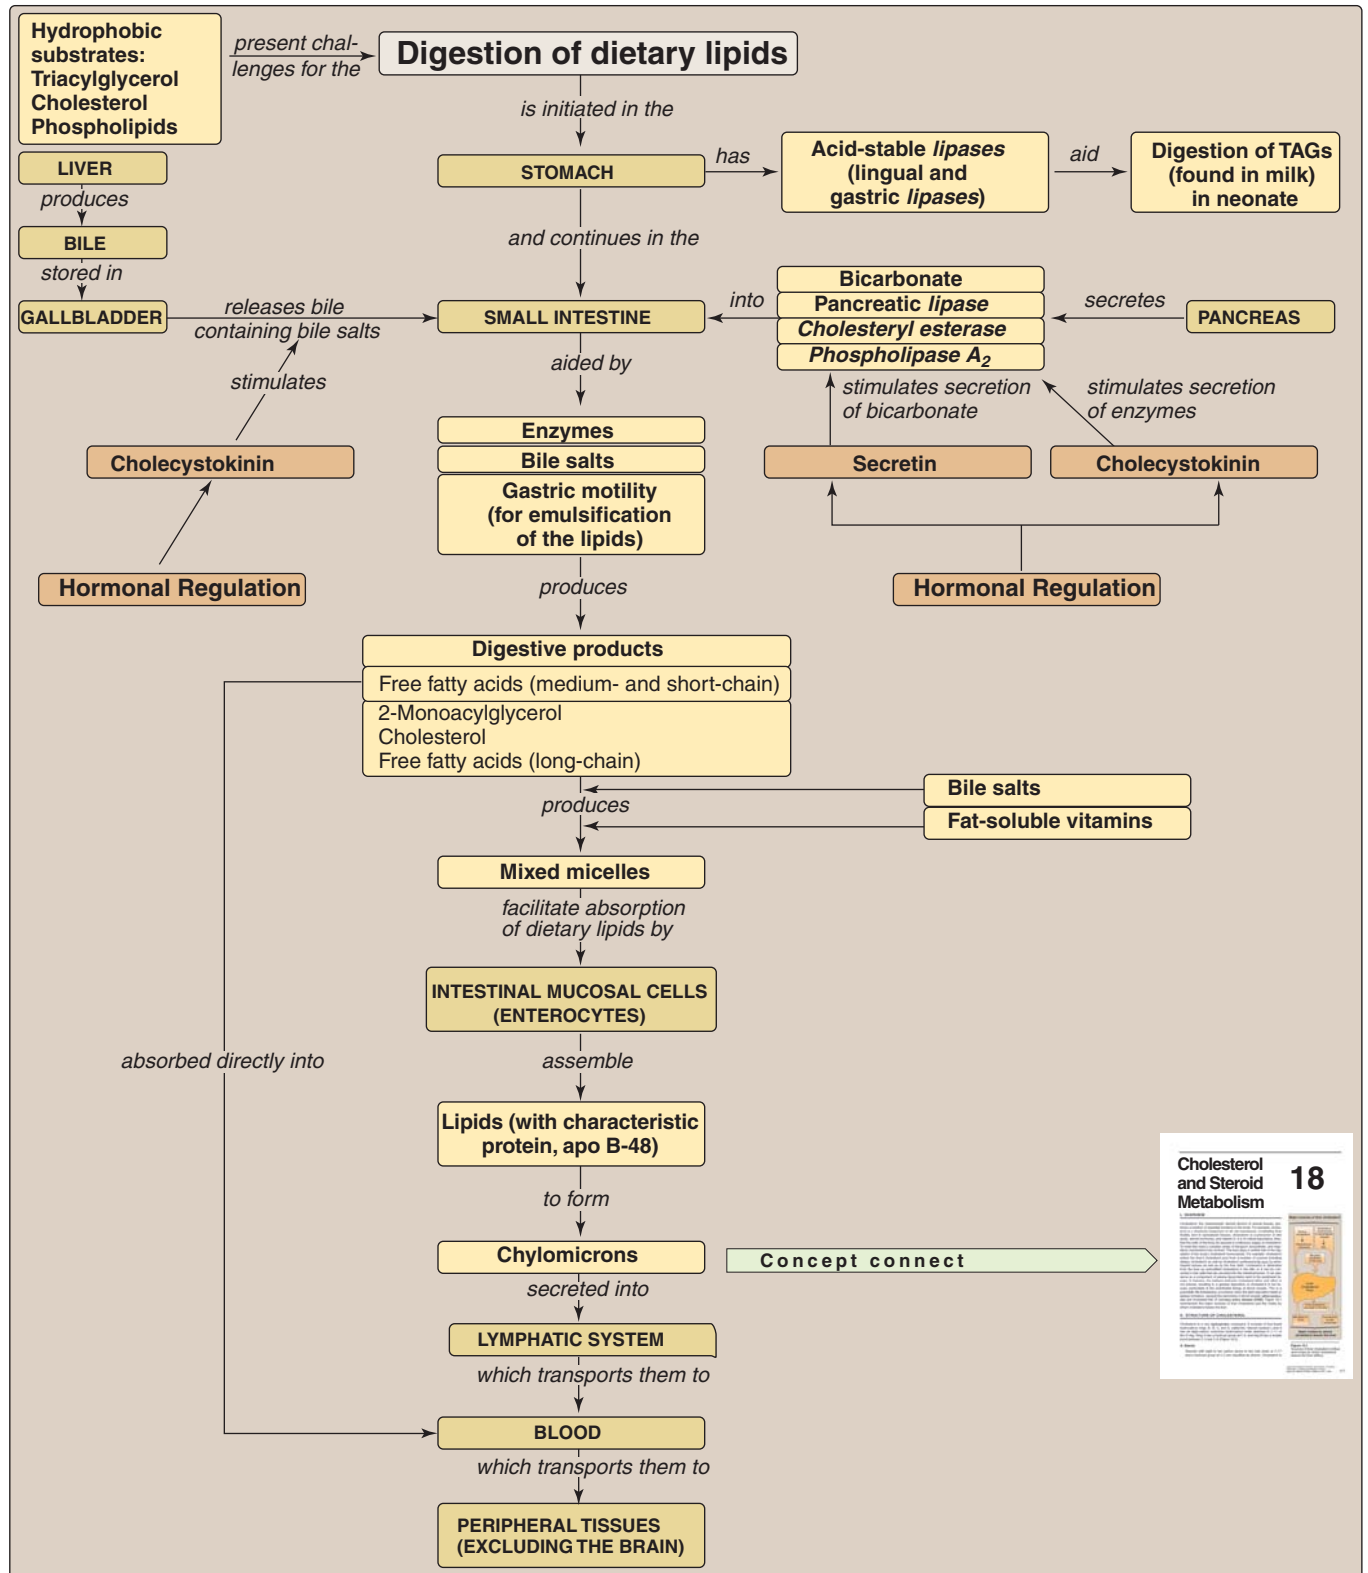 Hydrophobic
substrates:
Triacylglycerol
Cholesterol
Phospholipids
present chal-
lenges for the
Digestion of dietary lipids
is initiated in the
LIVER
produces
BILE
stored in
GALLBLADDER
releases bile
containing bile salts
stimulates
Cholecystokinin
Hormonal Regulation
STOMACH
has
Acid-stable lipases
(lingual and
gastric lipases)
aid
Digestion of TAGs
(found in milk)
in neonate
and continues in the
SMALL INTESTINE
into
Bicarbonate
Pancreatic lipase
Cholesteryl esterase
Phospholipase A2
secretes
PANCREAS
stimulates secretion
of bicarbonate
stimulates secretion
of enzymes
Secretin
Cholecystokinin
Hormonal Regulation
aided by
Enzymes
Bile salts
Gastric motility
(for emulsification
of the lipids)
produces
Digestive products
Free fatty acids (medium- and short-chain)
2-Monoacylglycerol
Cholesterol
Free fatty acids (long-chain)
produces
Bile salts
Fat-soluble vitamins
Mixed micelles
facilitate absorption
of dietary lipids by
INTESTINAL MUCOSAL CELLS
(ENTEROCYTES)
absorbed directly into
assemble
Lipids (with characteristic
protein, apo B-48)
to form
Chylomicrons
Concept connect
Cholesterol
and Steroid
Metabolism
18
secreted into
LYMPHATIC SYSTEM
which transports them to
BLOOD
which transports them to
PERIPHERAL TISSUES
(EXCLUDING THE BRAIN)